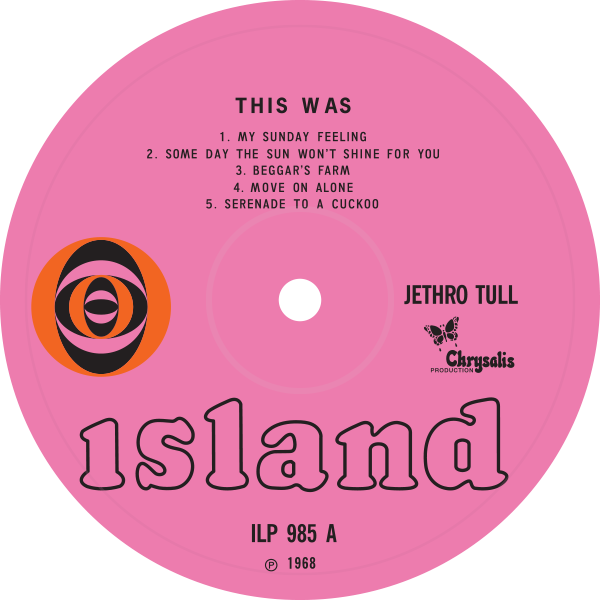 THIS WAS
1. MY SUNDAY FEELING
2. SOME DAY THE SUN WON'T SHINE FOR YOU
3. BEGGAR'S FARM
4. MOVE ON ALONE
5. SERENADE TO A CUCKOO
JETHRO TULL
Chrysalis
PRODUCTION
ısland
ILP 985 A
℗ 1968